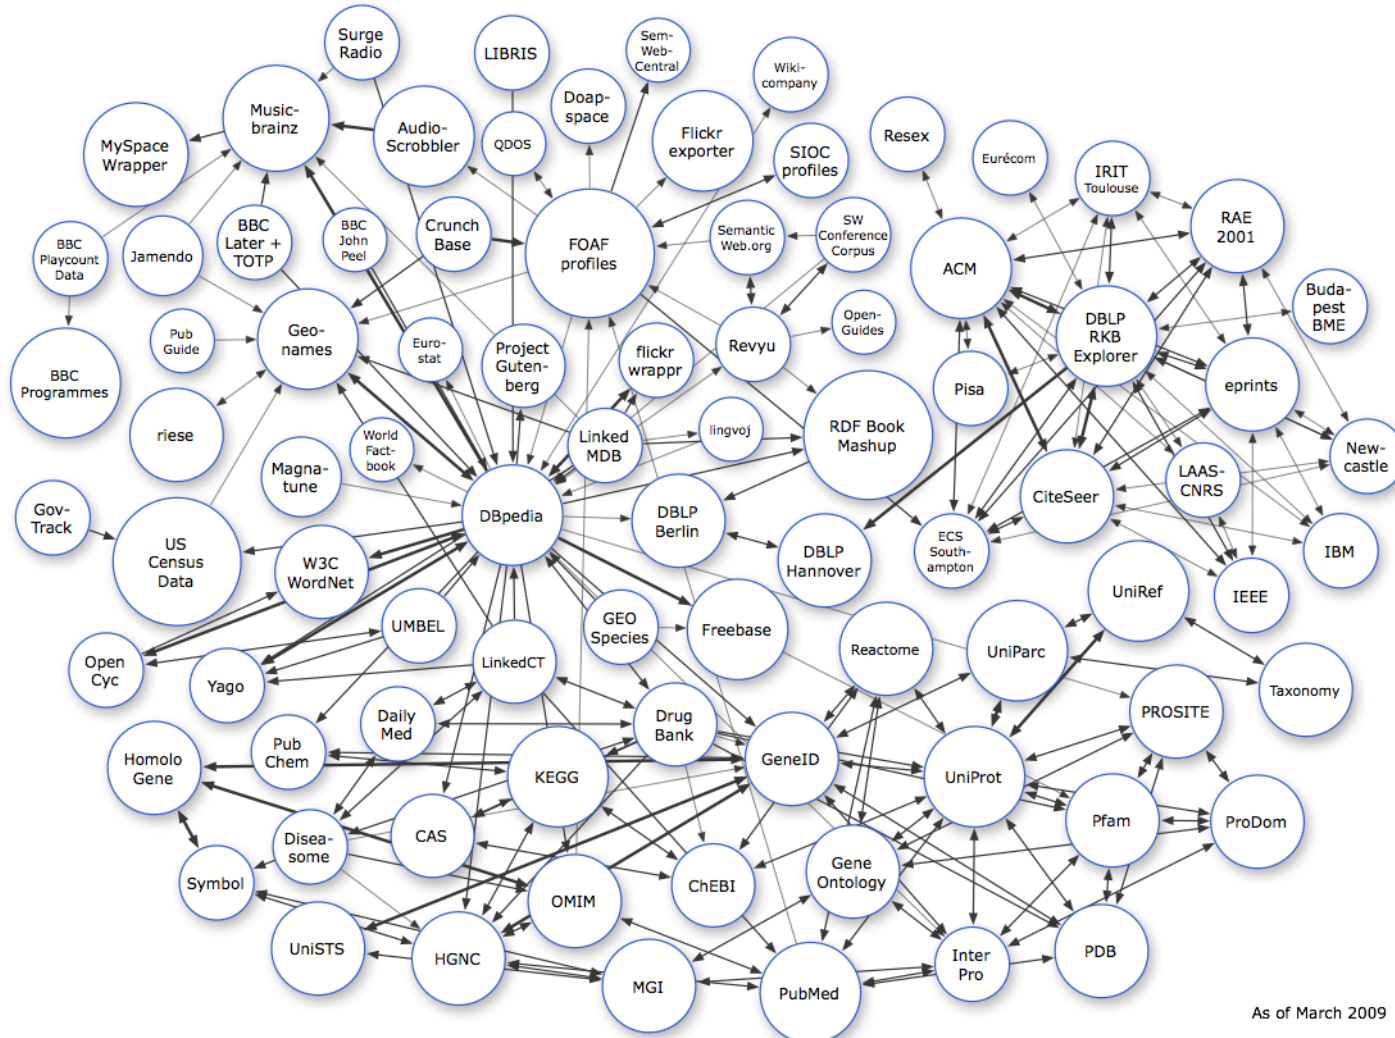 Surge
Radio
LIBRIS
Sem-
Web-
Central
Wiki-
company
Music-
brainz
Doap-
space
MySpace
Wrapper
Audio-
Scrobbler
QDOS
Flickr
exporter
SIOC
profiles
Resex
Eurécom
IRIT
Toulouse
RAE
2001
BBC
Playcount
Data
Jamendo
BBC
Later +
TOTP
BBC
John
Peel
Crunch
Base
FOAF
profiles
Semantic
Web.org
SW
Conference
Corpus
ACM
Buda-
pest
BME
Pub
Guide
Geo-
names
Euro-
stat
Project
Guten-
berg
flickr
wrappr
Revyu
Open-
Guides
DBLP
RKB
Explorer
BBC
Programmes
Pisa
eprints
riese
World
Fact-
book
Linked
MDB
lingvoj
RDF Book
Mashup
New-
castle
Magna-
tune
LAAS-
CNRS
CiteSeer
Gov-
Track
DBpedia
DBLP
Berlin
US
Census
Data
W3C
WordNet
DBLP
Hannover
ECS
South-
ampton
IBM
IEEE
UniRef
UMBEL
GEO
Species
Freebase
Open
Cyc
Yago
LinkedCT
Reactome
UniParc
Taxonomy
Daily
Med
Drug
Bank
PROSITE
Homolo
Gene
Pub
Chem
KEGG
GeneID
UniProt
Pfam
ProDom
Disea-
some
CAS
Symbol
OMIM
ChEBI
Gene
Ontology
UniSTS
HGNC
MGI
PubMed
Inter
Pro
PDB
As of March 2009